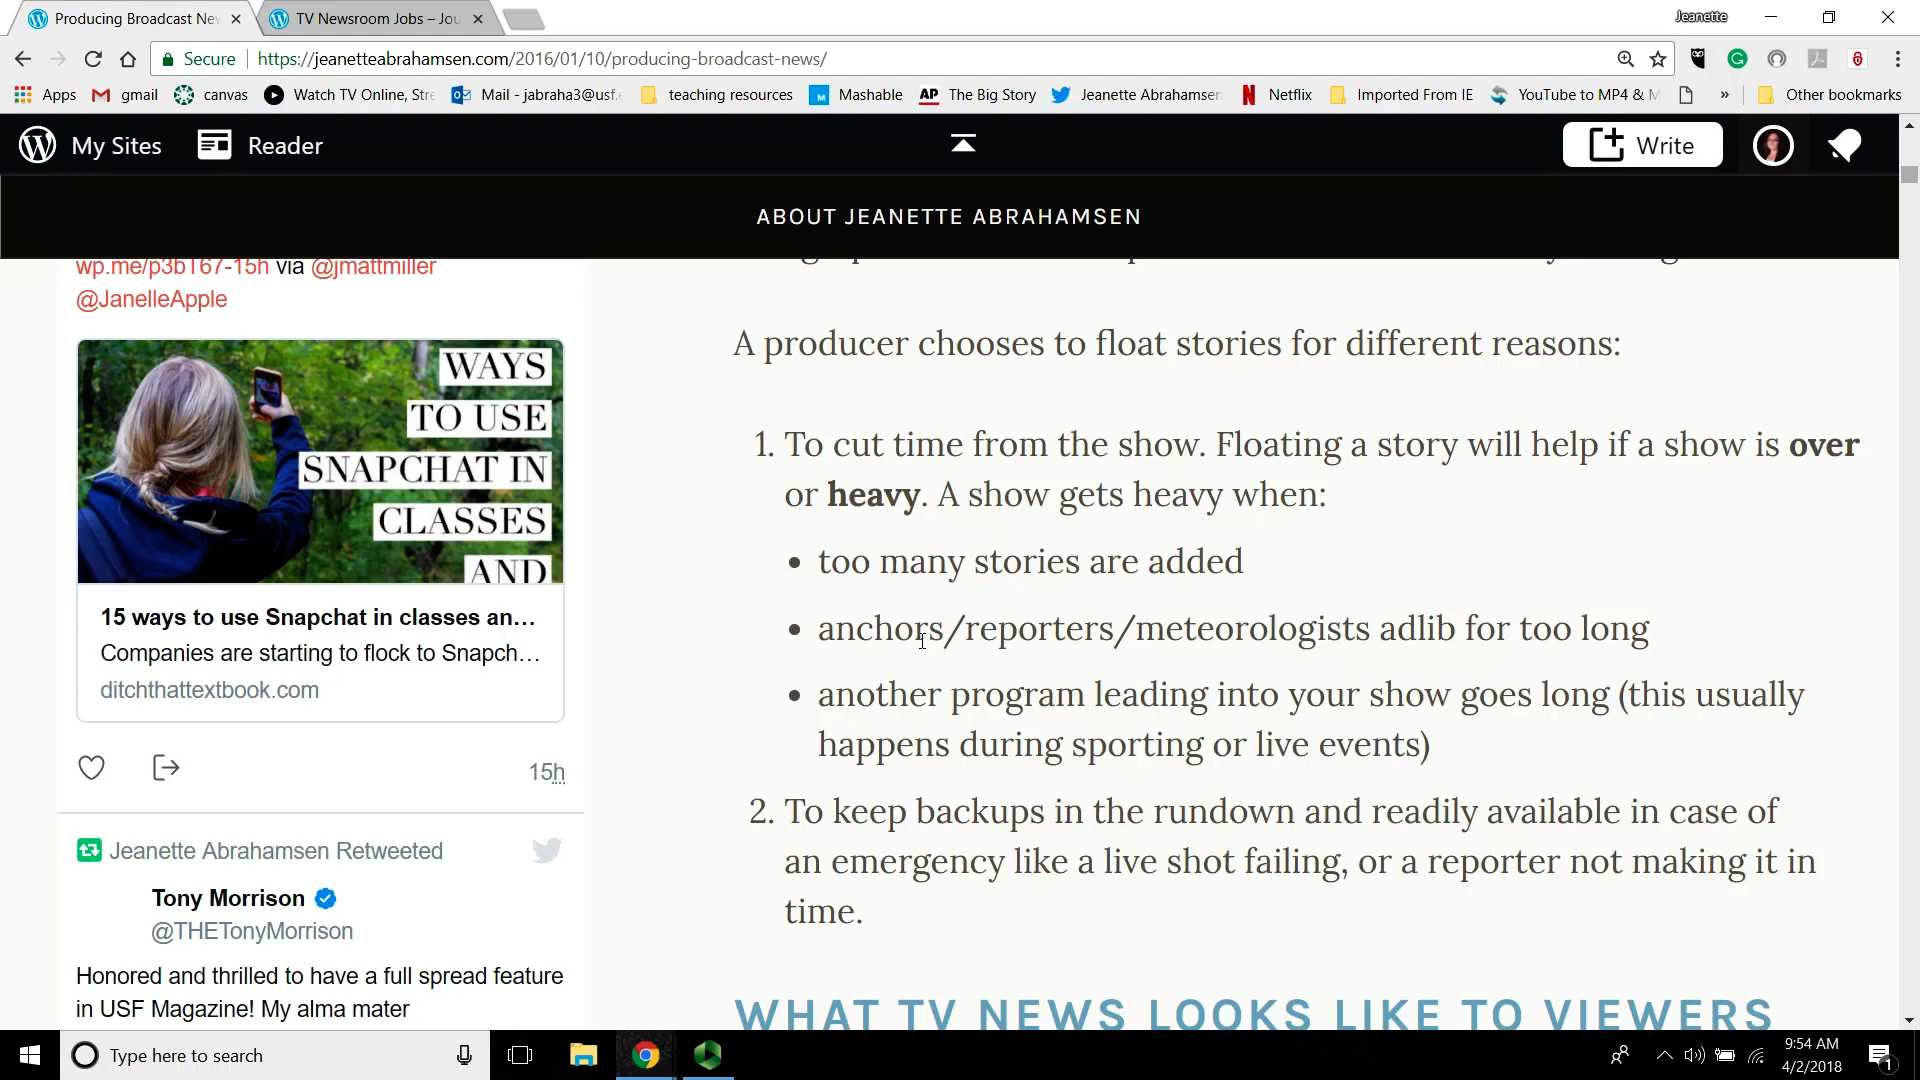 Producing Broadcast Ne
TV Newsroom Jobs – Jou
Jeanette
Secure
https://jeanetteabrahamsen.com/2016/01/10/producing-broadcast-news/
Apps
gmail
canvas
Watch TV Online, Stre
Mail - jabraha3@usf.e
teaching resources
Mashable
AP
The Big Story
Jeanette Abrahamsen
Netflix
Imported From IE
YouTube to MP4 & M
»
Other bookmarks
My Sites
Reader
Write
ABOUT JEANETTE ABRAHAMSEN
wp.me/p3bT67-15h via @jmattmiller
@JanelleApple
WAYS
TO USE
SNAPCHAT IN
CLASSES
AND
15 ways to use Snapchat in classes an...
Companies are starting to flock to Snapch...
ditchthattextbook.com
15h
Jeanette Abrahamsen Retweeted
Tony Morrison
@THETonyMorrison
Honored and thrilled to have a full spread feature
in USF Magazine! My alma mater
A producer chooses to float stories for different reasons:
1. To cut time from the show. Floating a story will help if a show is over
or heavy. A show gets heavy when:
• too many stories are added
• anchors/reporters/meteorologists adlib for too long
• another program leading into your show goes long (this usually
happens during sporting or live events)
2. To keep backups in the rundown and readily available in case of
an emergency like a live shot failing, or a reporter not making it in
time.
WHAT TV NEWS LOOKS LIKE TO VIEWERS
Type here to search
9:54 AM
4/2/2018
1